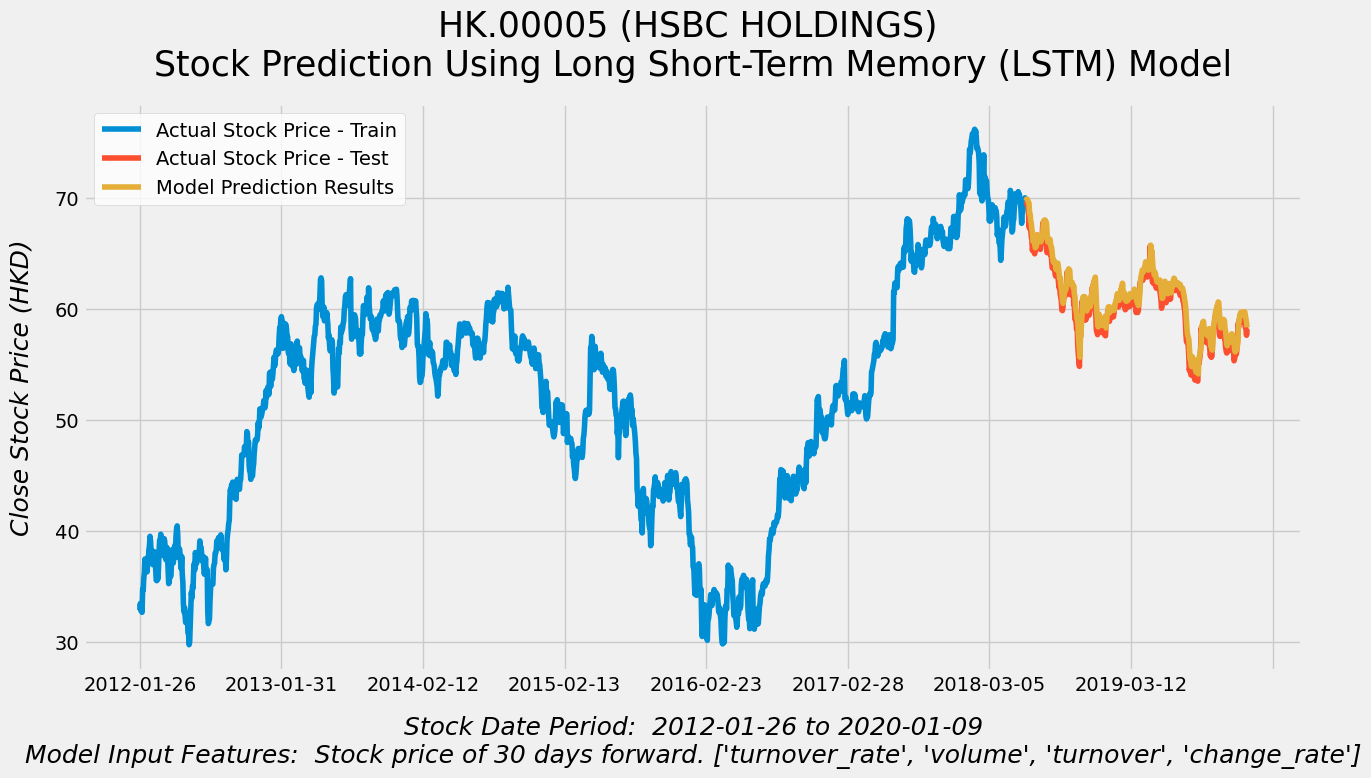 HK.00005 (HSBC HOLDINGS)
Stock Prediction Using Long Short-Term Memory (LSTM) Model
Actual Stock Price - Train
Actual Stock Price - Test
Model Prediction Results
Close Stock Price (HKD)
70
60
50
40
30
2012-01-26 2013-01-31 2014-02-12 2015-02-13 2016-02-23 2017-02-28 2018-03-05 2019-03-12
Stock Date Period:  2012-01-26 to 2020-01-09
Model Input Features:  Stock price of 30 days forward. ['turnover_rate', 'volume', 'turnover', 'change_rate']